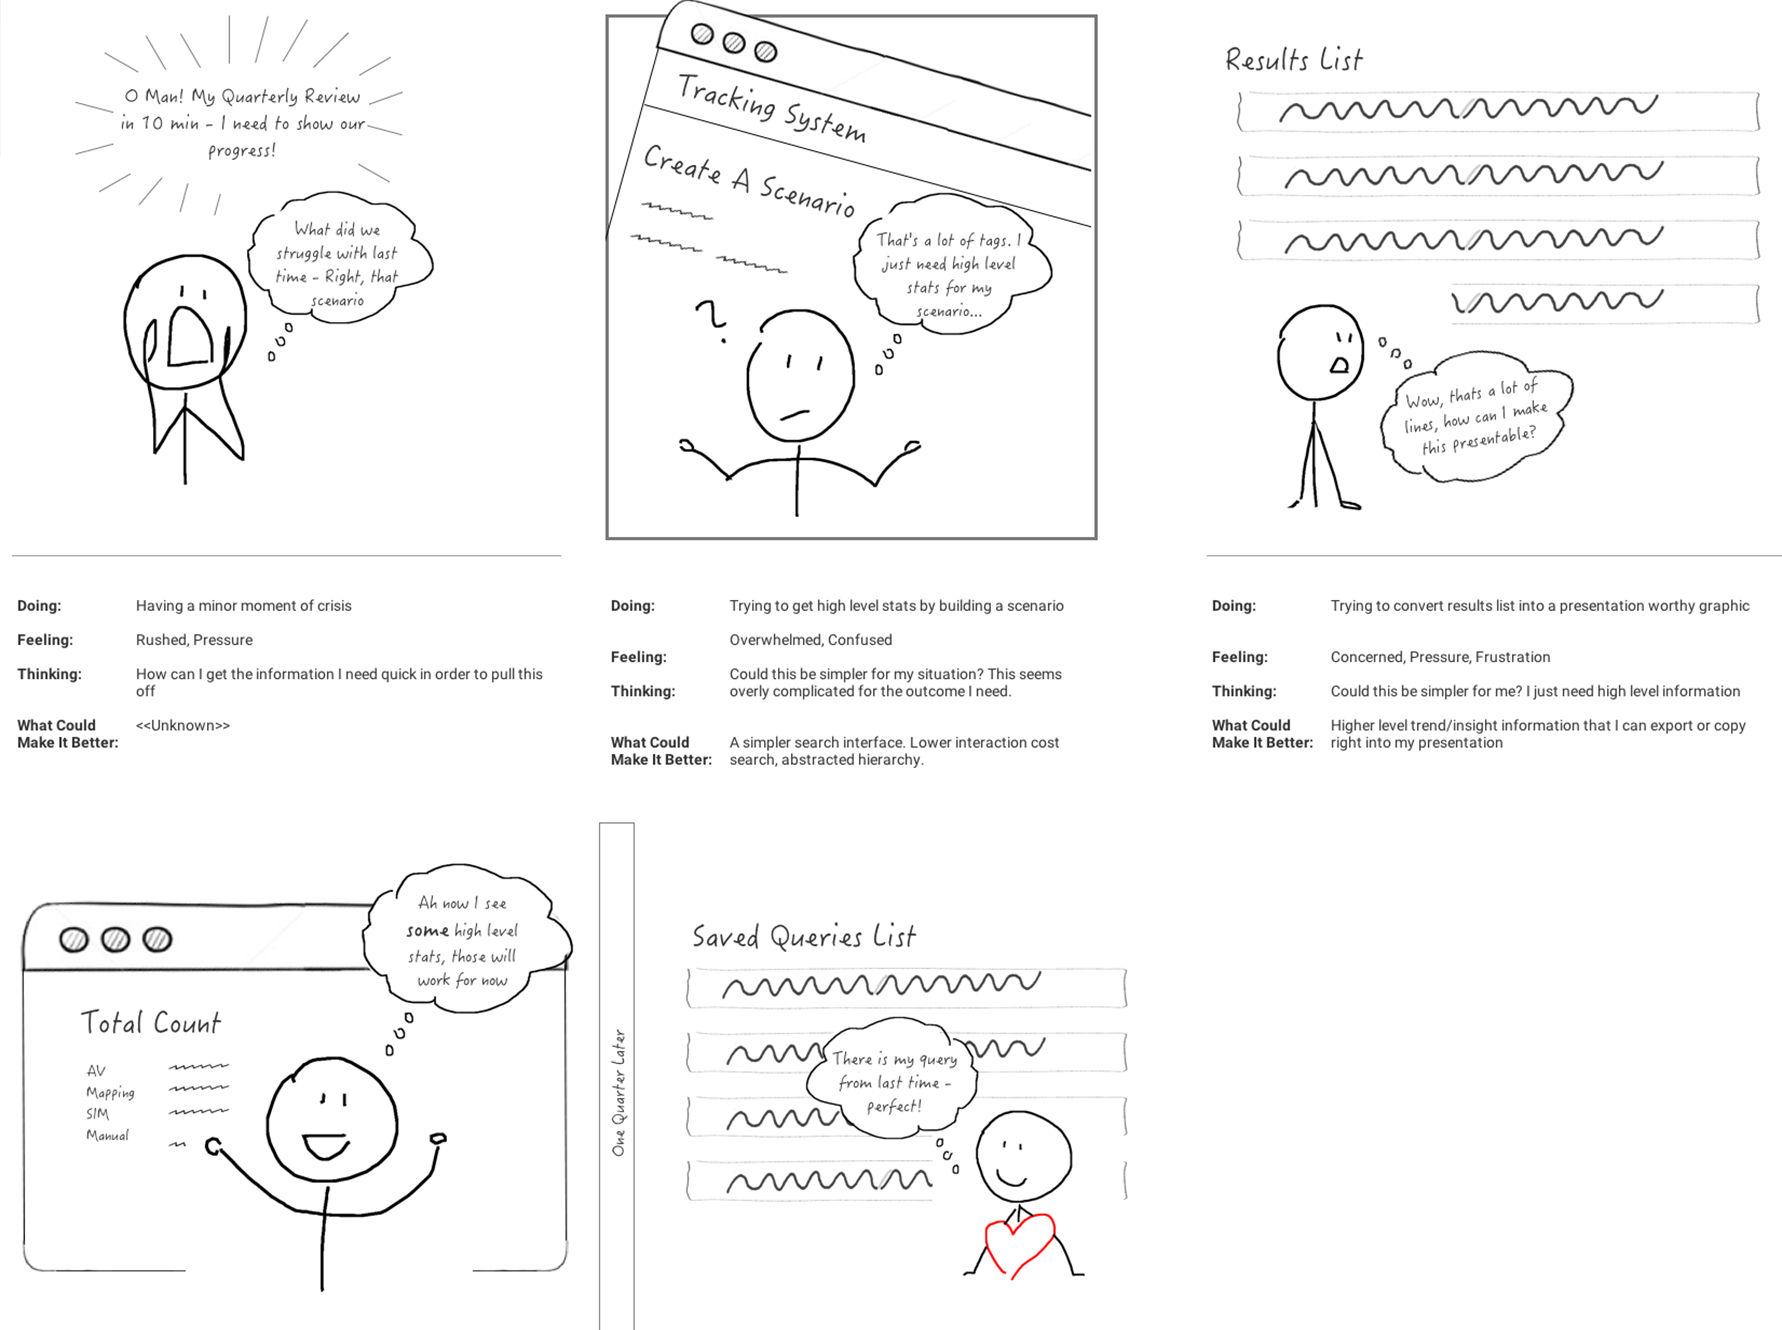 O Man! My Quarterly Review
in 10 min - I need to show our
progress!
What did we
struggle with last
time - Right, that
scenario
Doing:
Having a minor moment of crisis
Feeling:
Rushed, Pressure
Thinking:
How can I get the information I need quick in order to pull this
off
What Could
Make It Better:
<<Unknown>>
Tracking System
Create A Scenario
That's a lot of tags. I
just need high level
stats for my
scenario...
?
Doing:
Trying to get high level stats by building a scenario
Feeling:
Overwhelmed, Confused
Thinking:
Could this be simpler for my situation? This seems
overly complicated for the outcome I need.
What Could
Make It Better:
A simpler search interface. Lower interaction cost
search, abstracted hierarchy.
Results List
Wow, thats a lot of
lines, how can I make
this presentable?
Doing:
Trying to convert results list into a presentation worthy graphic
Feeling:
Concerned, Pressure, Frustration
Thinking:
Could this be simpler for me? I just need high level information
What Could
Make It Better:
Higher level trend/insight information that I can export or copy
right into my presentation
Ah now I see
some high level
stats, those will
work for now
Total Count
AV
Mapping
SIM
Manual
One Quarter Later
Saved Queries List
There is my query
from last time -
perfect!